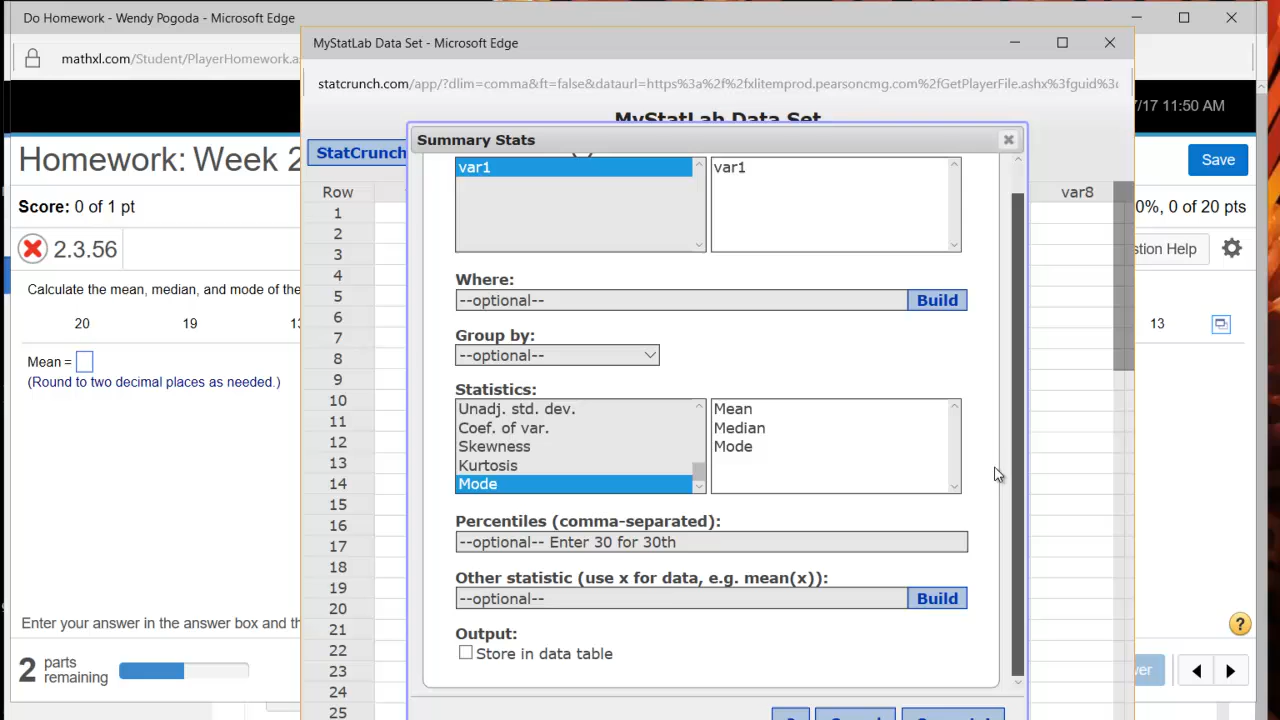 Do Homework - Wendy Pogoda - Microsoft Edge
MyStatLab Data Set - Microsoft Edge
mathxl.com/Student/PlayerHomework.a
statcrunch.com/app/?dlim=comma&ft=false&dataurl=https%3a%2f%2fxlitemprod.pearsoncmg.com%2fGetPlayerFile.ashx%3fguid%3d
/17 11:50 AM
MyStatLab Data Set
Summary Stats
Homework: Week 2
StatCrunch
Save
var1
var1
Row
var8
Score: 0 of 1 pt
0%, 0 of 20 pts
1
2
3
4
5
6
7
8
9
10
11
12
13
14
15
16
17
18
19
20
21
22
23
24
25
2.3.56
stion Help
Calculate the mean, median, and mode of the
20 19 13
13
Mean =
(Round to two decimal places as needed.)
Where:
--optional--
Build
Group by:
--optional--
Statistics:
Unadj. std. dev.
Coef. of var.
Skewness
Kurtosis
Mode
Mean
Median
Mode
Percentiles (comma-separated):
--optional-- Enter 30 for 30th
Other statistic (use x for data, e.g. mean(x)):
--optional--
Build
Output:
Store in data table
Enter your answer in the answer box and th
?
2 parts remaining
wer